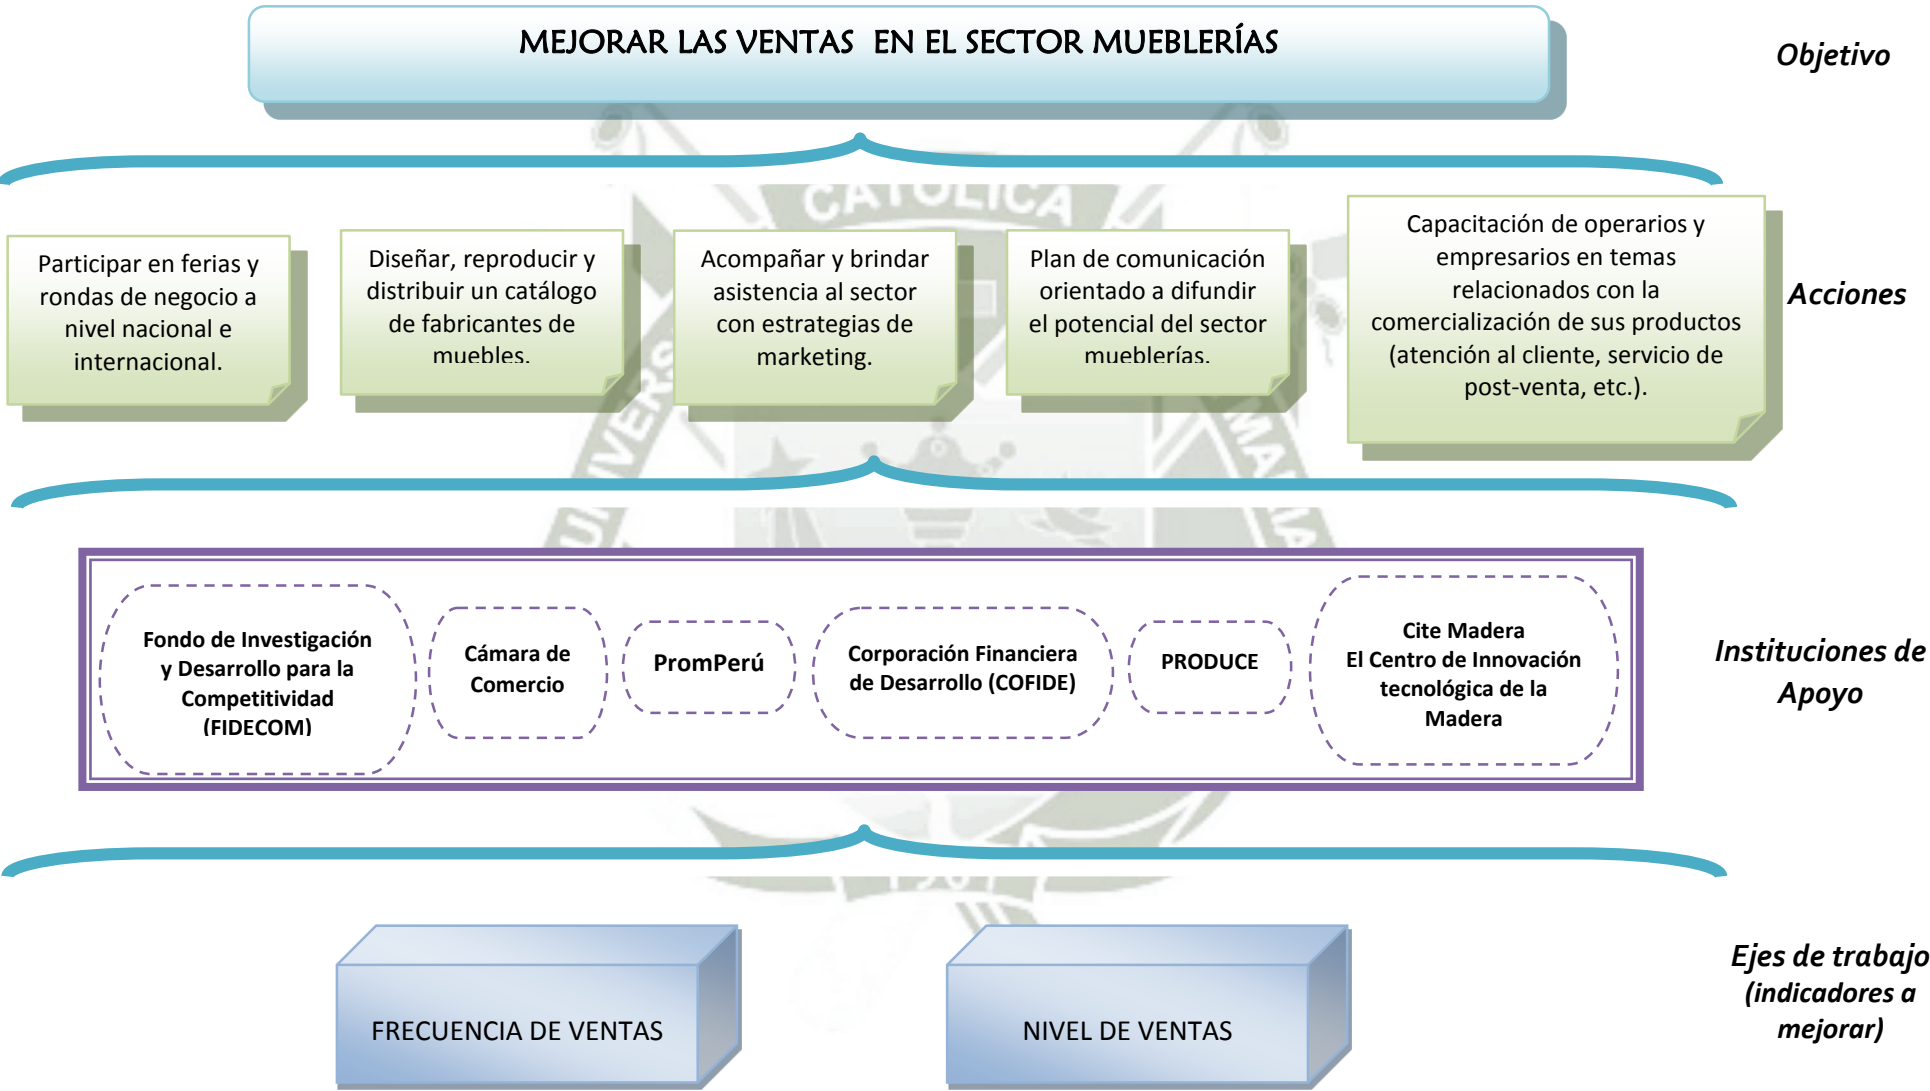 MEJORAR LAS VENTAS EN EL SECTOR MUEBLERÍAS
Objetivo
Participar en ferias y
rondas de negocio a
nivel nacional e
internacional.
Diseñar, reproducir y
distribuir un catálogo
de fabricantes de
muebles.
Acompañar y brindar
asistencia al sector
con estrategias de
marketing.
Plan de comunicación
orientado a difundir
el potencial del sector
mueblerías.
Capacitación de operarios y
empresarios en temas
relacionados con la
comercialización de sus productos
(atención al cliente, servicio de
post-venta, etc.).
Acciones
Fondo de Investigación
y Desarrollo para la
Competitividad
(FIDECOM)
Cámara de
Comercio
PromPerú
Corporación Financiera
de Desarrollo (COFIDE)
PRODUCE
Cite Madera
El Centro de Innovación
tecnológica de la
Madera
Instituciones de
Apoyo
FRECUENCIA DE VENTAS
NIVEL DE VENTAS
Ejes de trabajo
(indicadores a
mejorar)
CATOLICA